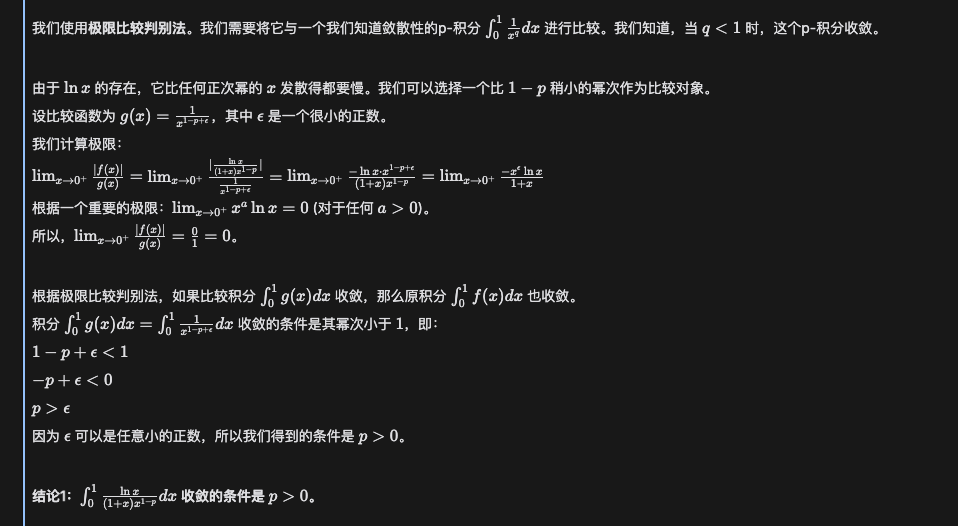 我们使用极限比较判别法。我们需要将它与一个我们知道敛散性的p-积分 $\int_0^1 \frac{1}{x^q}dx$ 进行比较。我们知道，当 $q < 1$ 时，这个p-积分收敛。
由于 $\ln x$ 的存在，它比任何正次幂的 $x$ 发散得都要慢。我们可以选择一个比 $1-p$ 稍小的幂次作为比较对象。
设比较函数为 $g(x) = \frac{1}{x^{1-p+\epsilon}}$，其中 $\epsilon$ 是一个很小的正数。
我们计算极限：
$\lim_{x\to 0^+} \frac{|f(x)|}{g(x)} = \lim_{x\to 0^+} \frac{|\frac{\ln x}{(1+x)x^{1-p}}|}{\frac{1}{x^{1-p+\epsilon}}} = \lim_{x\to 0^+} \frac{-\ln x \cdot x^{1-p+\epsilon}}{(1+x)x^{1-p}} = \lim_{x\to 0^+} \frac{-x^{\epsilon} \ln x}{1+x}$
根据一个重要的极限：$\lim_{x\to 0^+} x^a \ln x = 0$ (对于任何 $a > 0$)。
所以，$\lim_{x\to 0^+} \frac{|f(x)|}{g(x)} = \frac{0}{1} = 0$。
根据极限比较判别法，如果比较积分 $\int_0^1 g(x)dx$ 收敛，那么原积分 $\int_0^1 f(x)dx$ 也收敛。
积分 $\int_0^1 g(x)dx = \int_0^1 \frac{1}{x^{1-p+\epsilon}}dx$ 收敛的条件是其幂次小于 $1$，即：
$1 - p + \epsilon < 1$
$-p + \epsilon < 0$
$p > \epsilon$
因为 $\epsilon$ 可以是任意小的正数，所以我们得到的条件是 $p > 0$。
结论1：$\int_0^1 \frac{\ln x}{(1+x)x^{1-p}}dx$ 收敛的条件是 $p > 0$。